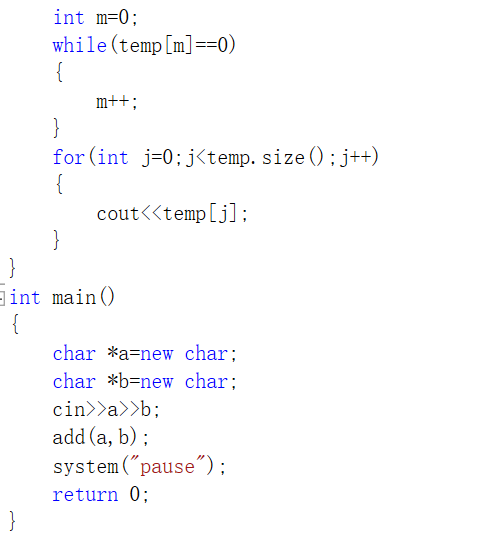 int m=0;
while(temp[m]==0)
{
m++;
}
for(int j=0;j<temp.size();j++)
{
cout<<temp[j];
}
}
int main()
{
char *a=new char;
char *b=new char;
cin>>a>>b;
add(a,b);
system("pause");
return 0;
}